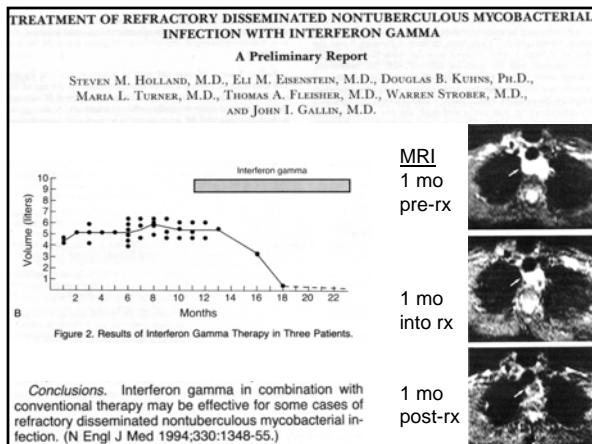 TREATMENT OF REFRACTORY DISSEMINATED NONTUBERCULOUS MYCOBACTERIAL
INFECTION WITH INTERFERON GAMMA
A Preliminary Report
STEVEN M. HOLLAND, M.D., ELI M. EISENSTEIN, M.D., DOUGLAS B. KUHNS, PH.D.,
MARIA L. TURNER, M.D., THOMAS A. FLEISHER, M.D., WARREN STROBER, M.D.,
AND JOHN I. GALLIN, M.D.
Interferon gamma
10
9
8
7
6
5
4
3
2
1
Volume (liters)
2 4 6 8 10 12 14 16 18 20 22
Months
B
Figure 2. Results of Interferon Gamma Therapy in Three Patients.
Conclusions. Interferon gamma in combination with
conventional therapy may be effective for some cases of
refractory disseminated nontuberculous mycobacterial in-
fection. (N Engl J Med 1994;330:1348-55.)
MRI
1 mo
pre-rx
1 mo
into rx
1 mo
post-rx